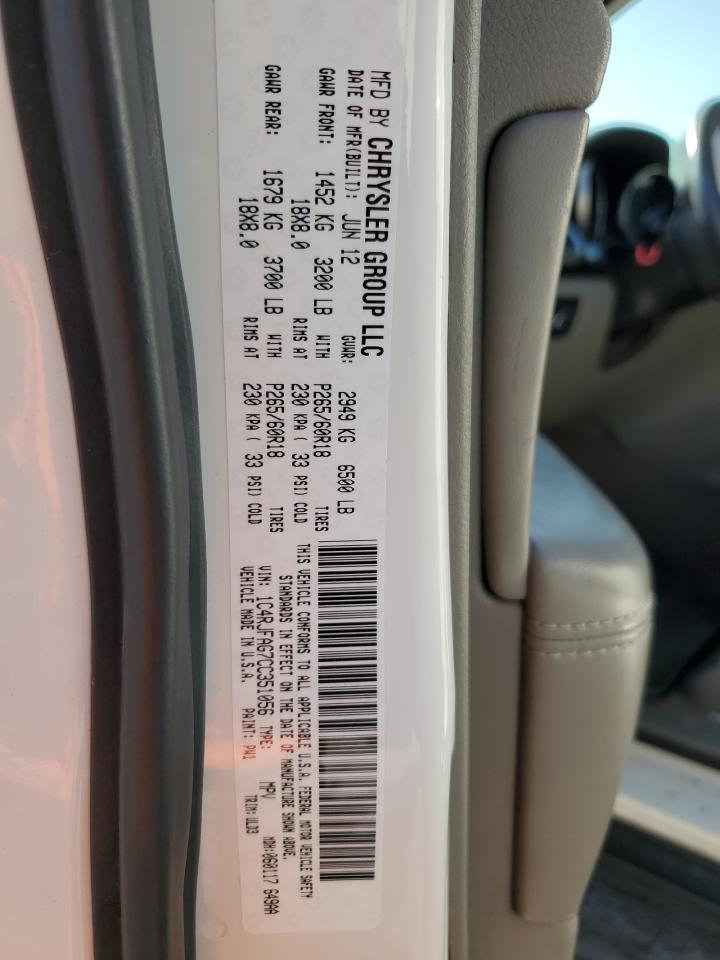 MFD BY CHRYSLER GROUP LLC
DATE OF MFR(BUILT): JUN 12 GVWR: 2949 KG 6500 LB
GAWR FRONT: 1452 KG 3200 LB WITH P265/60R18 TIRES
18X8.0 RIMS AT 230 KPA ( 33 PSI) COLD
GAWR REAR: 1679 KG 3700 LB WITH P265/60R18 TIRES
18X8.0 RIMS AT 230 KPA ( 33 PSI) COLD
THIS VEHICLE CONFORMS TO ALL APPLICABLE U.S.A. FEDERAL MOTOR VEHICLE SAFETY
STANDARDS IN EFFECT ON THE DATE OF MANUFACTURE SHOWN ABOVE.
VIN: 1C4RJFAG7CC351056 TYPE: MPV MDH:060117 649AA
VEHICLE MADE IN U.S.A. PAINT: PW1 TRIM:ULD3